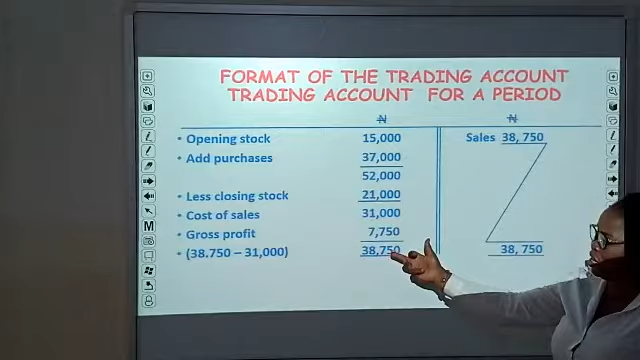 FORMAT OF THE TRADING ACCOUNT
TRADING ACCOUNT FOR A PERIOD
₦ ₦
• Opening stock 15,000 Sales 38, 750
• Add purchases 37,000
52,000
• Less closing stock 21,000
• Cost of sales 31,000
• Gross profit 7,750
• (38.750 – 31,000) 38,750 38, 750